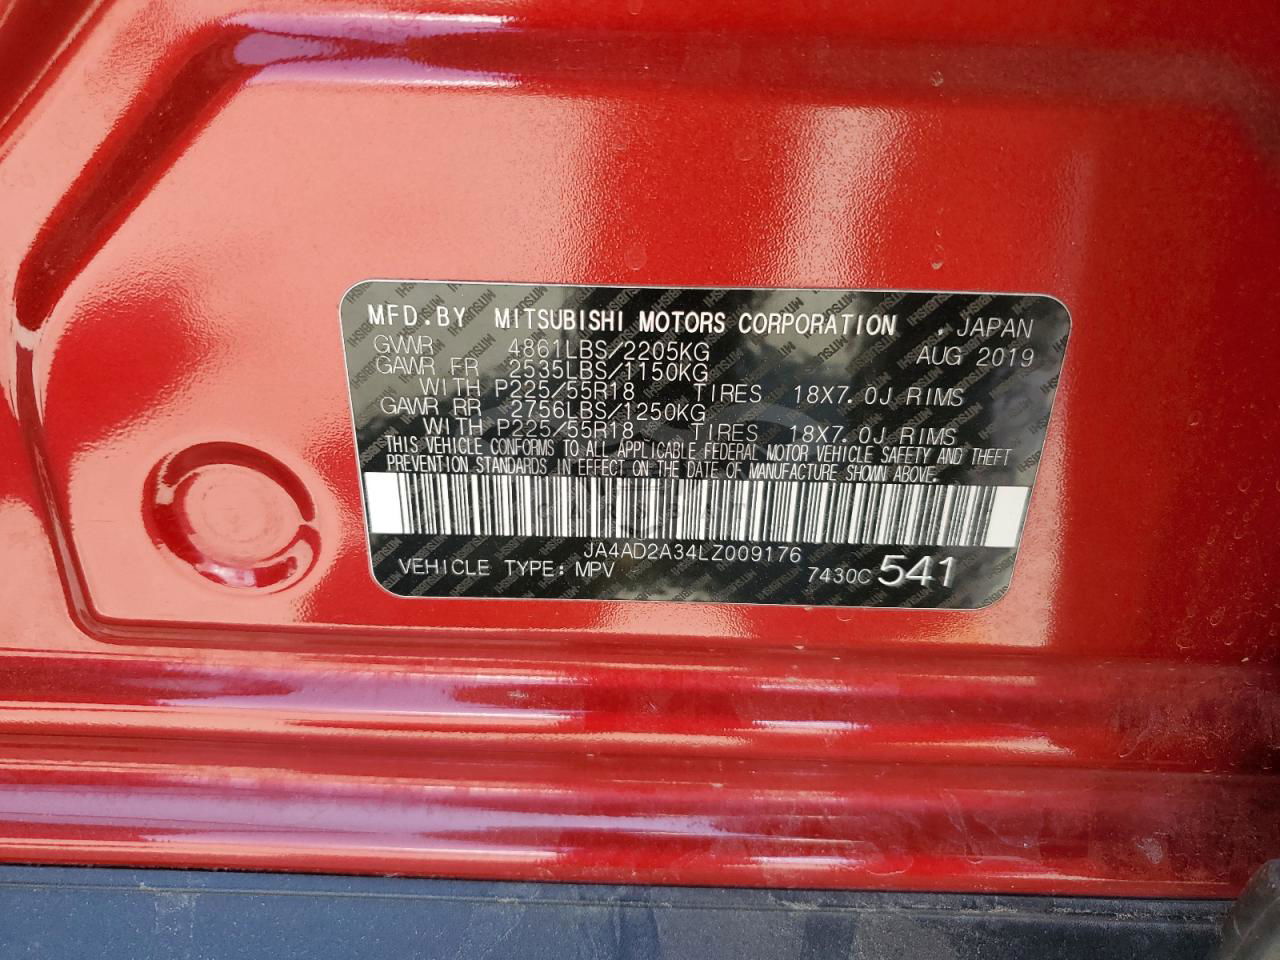 MFD.BY MITSUBISHI MOTORS CORPORATION , JAPAN
GVWR 4861LBS/2205KG AUG 2019
GAWR FR 2535LBS/1150KG
WITH P225/55R18 TIRES 18X7.0J RIMS
GAWR RR 2756LBS/1250KG
WITH P225/55R18 TIRES 18X7.0J RIMS
THIS VEHICLE CONFORMS TO ALL APPLICABLE FEDERAL MOTOR VEHICLE SAFETY AND THEFT
PREVENTION STANDARDS IN EFFECT ON THE DATE OF MANUFACTURE SHOWN ABOVE.
JA4AD2A34LZ009176
VEHICLE TYPE: MPV 7430C541